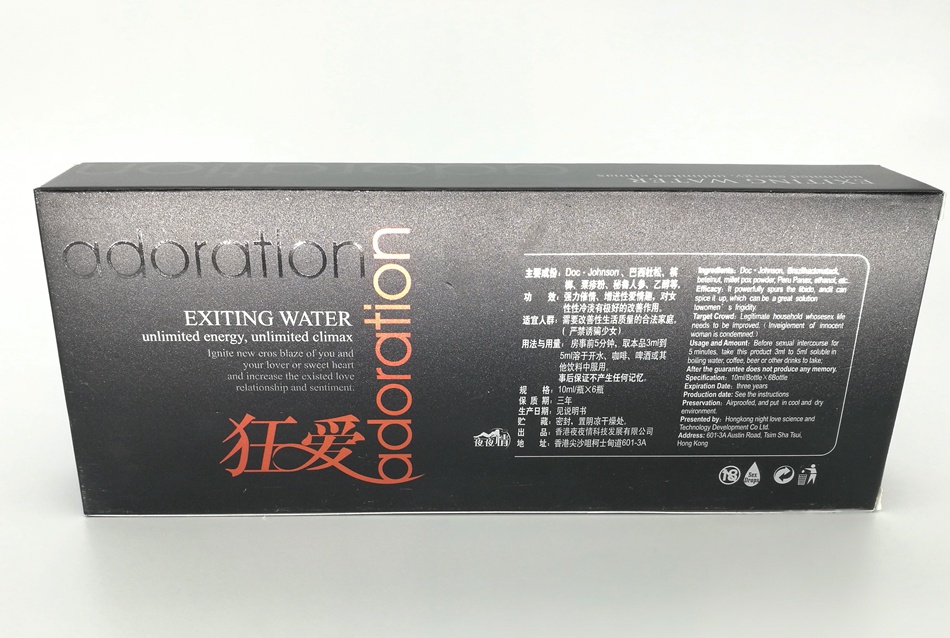 EXITING WATER
adoration
EXITING WATER
unlimited energy, unlimited climax
Ignite new eros blaze of you and
your lover or sweet heart
and increase the existed love
relationship and sentiment.
狂爱
adoration
主要成份：Doc·Johnson、巴西杜松、槟
榔、粟疹粉、秘鲁人参、乙醇等。
功 效：强力催情、增进性爱情趣，对女
性性冷淡有极好的改善作用。
适宜人群：需要改善性生活质量的合法家庭。
（严禁诱骗少女）
用法与用量：房事前5分钟，取本品3ml到
5ml溶于开水、咖啡、啤酒或其
他饮料中服用。
事后保证不产生任何记忆。
规 格：10ml/瓶×6瓶
保 质 期：三年
生产日期：见说明书
贮 藏：密封、置阴凉干燥处。
出 品：香港夜夜情科技发展有限公司
地 址：香港尖沙咀柯士甸道601-3A
夜夜情
Ingredients: Doc·Johnson,
betelnut, millet pox powder, Peru Panax, ethanol, etc.
Efficacy: It powerfully spurs the libido, andit can
spice it up, which can be a great solution
towomen's frigidity
Target Crowd: Legitimate household whosesex life
needs to be improved.（Inveiglement of innocent
woman is condemned.）
Usage and Amount: Before sexual intercourse for
5 minutes, take this product 3ml to 5ml soluble in
boiling water, coffee, beer or other drinks to take.
After the guarantee does not produce any memory.
Specification: 10ml/Bottle×6Bottle
Expiration Date: three years
Production date: See the instructions
Preservation: Airproofed, and put in cool and dry
environment.
Presented by: Hongkong night love science and
Technology Development Co Ltd.
Address: 601-3A Austin Road, Tsim Sha Tsui,
Hong Kong
18
Sex
Drops